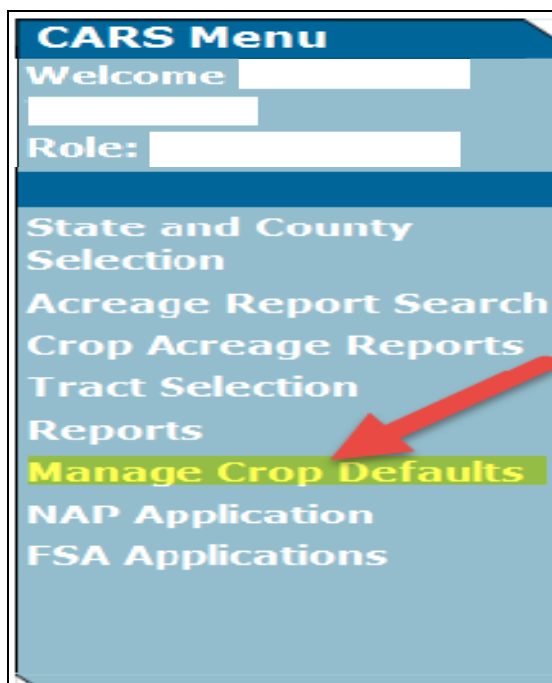 CARS Menu
Welcome
Role:
State and County
Selection
Acreage Report Search
Crop Acreage Reports
Tract Selection
Reports
Manage Crop Defaults
NAP Application
FSA Applications